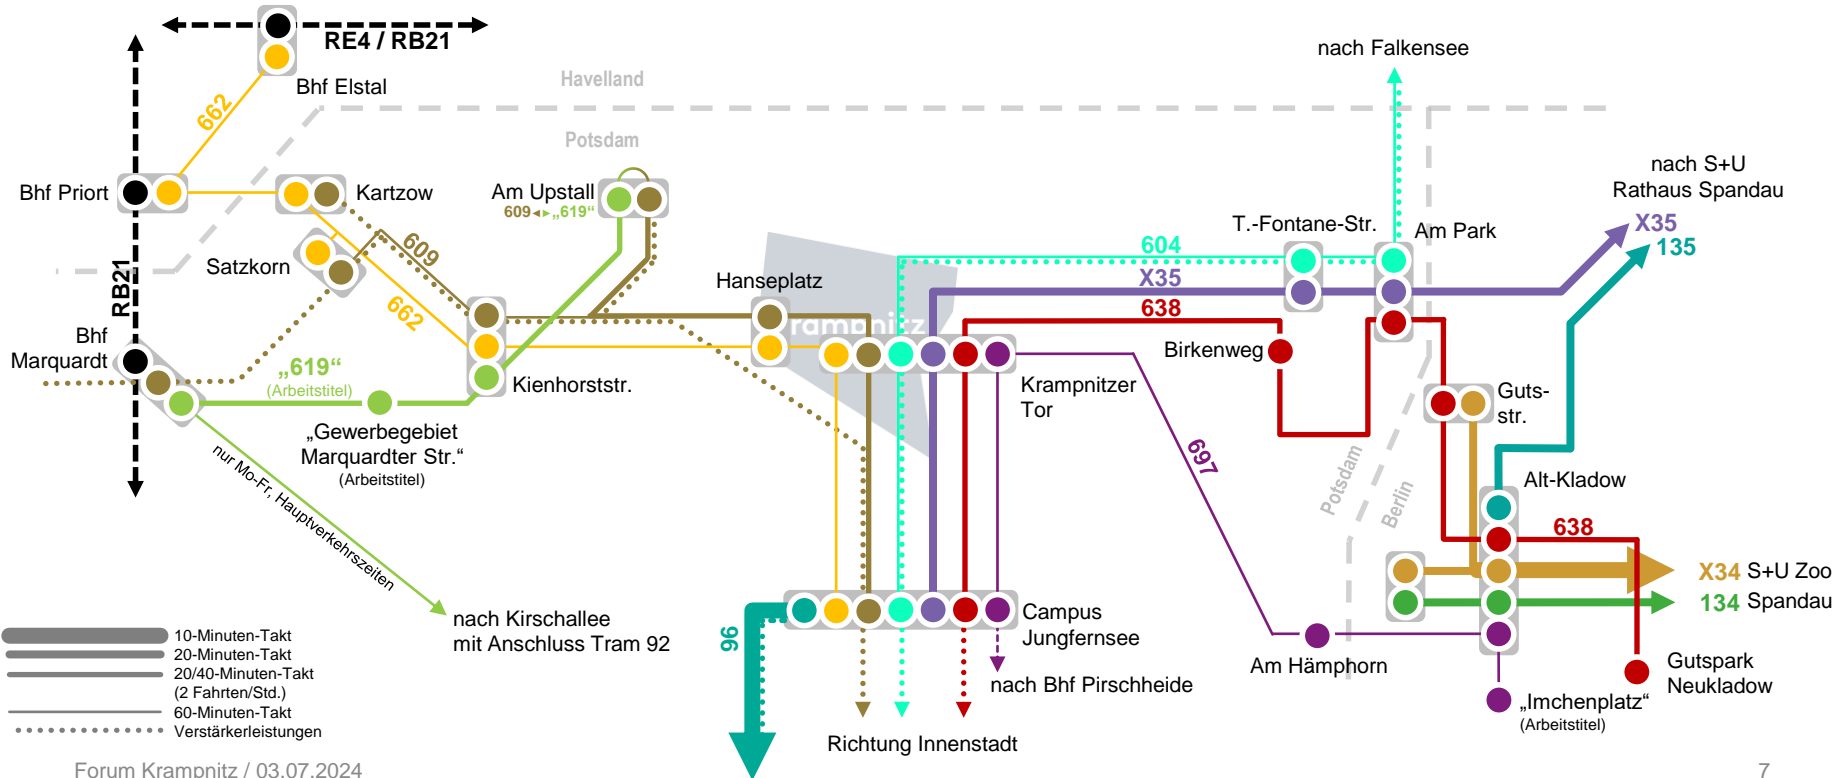 RE4 / RB21
nach Falkensee
Bhf Elstal
Havelland
662
Potsdam
nach S+U
Rathaus Spandau
Bhf Priort
Kartzow
Am Upstall
609◄►„619“
X35
135
T.-Fontane-Str.
Am Park
604
609
Satzkorn
RB21
Hanseplatz
X35
662
638
rampnitz
Bhf
Marquardt
Birkenweg
„619“
(Arbeitstitel)
Kienhorststr.
Krampnitzer
Tor
Guts-
str.
„Gewerbegebiet
Marquardter Str.“
(Arbeitstitel)
697
nur Mo-Fr, Hauptverkehrszeiten
Potsdam
Berlin
Alt-Kladow
638
X34 S+U Zoo
134 Spandau
nach Kirschallee
mit Anschluss Tram 92
96
Campus
Jungfernsee
10-Minuten-Takt
20-Minuten-Takt
20/40-Minuten-Takt
(2 Fahrten/Std.)
60-Minuten-Takt
Verstärkerleistungen
Am Hämphorn
nach Bhf Pirschheide
Gutspark
Neukladow
„Imchenplatz“
(Arbeitstitel)
Richtung Innenstadt
Forum Krampnitz / 03.07.2024
7